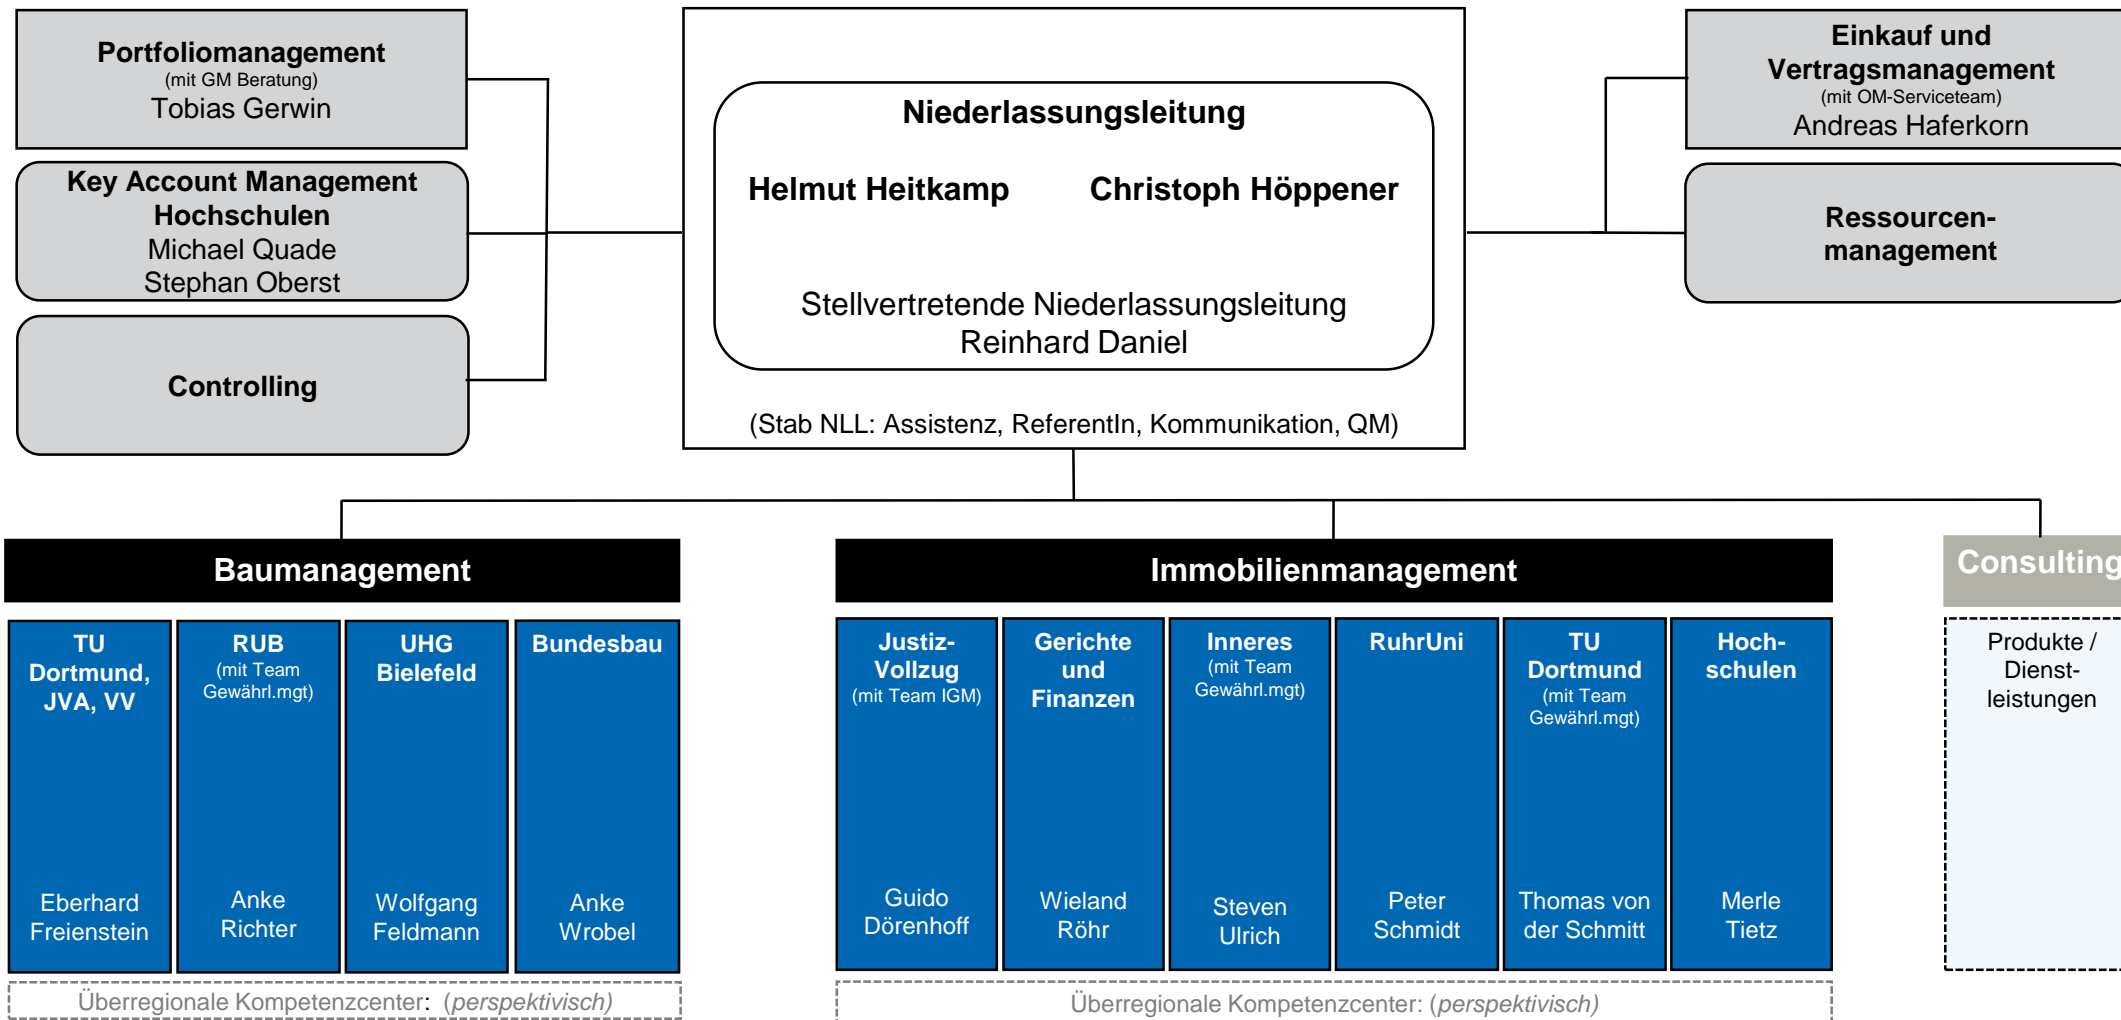 Portfoliomanagement
(mit GM Beratung)
Tobias Gerwin
Key Account Management
Hochschulen
Michael Quade
Stephan Oberst
Controlling
Niederlassungsleitung
Helmut Heitkamp
Christoph Höppener
Stellvertretende Niederlassungsleitung
Reinhard Daniel
(Stab NLL: Assistenz, ReferentIn, Kommunikation, QM)
Einkauf und
Vertragsmanagement
(mit OM-Serviceteam)
Andreas Haferkorn
Ressourcen-
management
Baumanagement
TU
Dortmund,
JVA, VV
Eberhard
Freienstein
RUB
(mit Team
Gewährl.mgt)
Anke
Richter
UHG
Bielefeld
Wolfgang
Feldmann
Bundesbau
Anke
Wrobel
Überregionale Kompetenzcenter: (perspektivisch)
Immobilienmanagement
Justiz-
Vollzug
(mit Team IGM)
Guido
Dörenhoff
Gerichte
und
Finanzen
Wieland
Röhr
Inneres
(mit Team
Gewährl.mgt)
Steven
Ulrich
RuhrUni
Peter
Schmidt
TU
Dortmund
(mit Team
Gewährl.mgt)
Thomas von
der Schmitt
Hoch-
schulen
Merle
Tietz
Überregionale Kompetenzcenter: (perspektivisch)
Consulting
Produkte /
Dienst-
leistungen